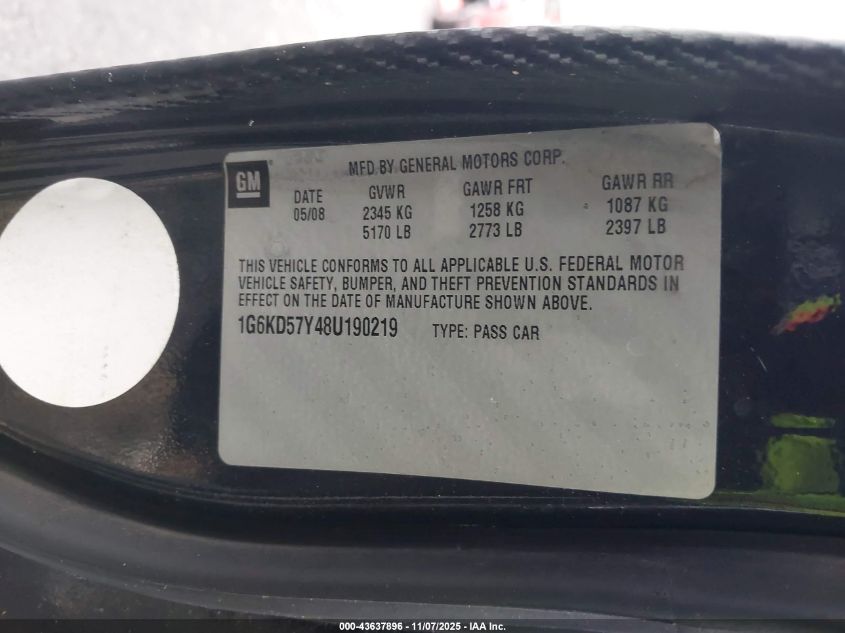 GM
MFD BY GENERAL MOTORS CORP.
DATE GVWR GAWR FRT GAWR RR
05/08 2345 KG 1258 KG 1087 KG
5170 LB 2773 LB 2397 LB
THIS VEHICLE CONFORMS TO ALL APPLICABLE U.S. FEDERAL MOTOR
VEHICLE SAFETY, BUMPER, AND THEFT PREVENTION STANDARDS IN
EFFECT ON THE DATE OF MANUFACTURE SHOWN ABOVE.
1G6KD57Y48U190219 TYPE: PASS CAR
000-43637896 - 11/07/2025 - IAA Inc.